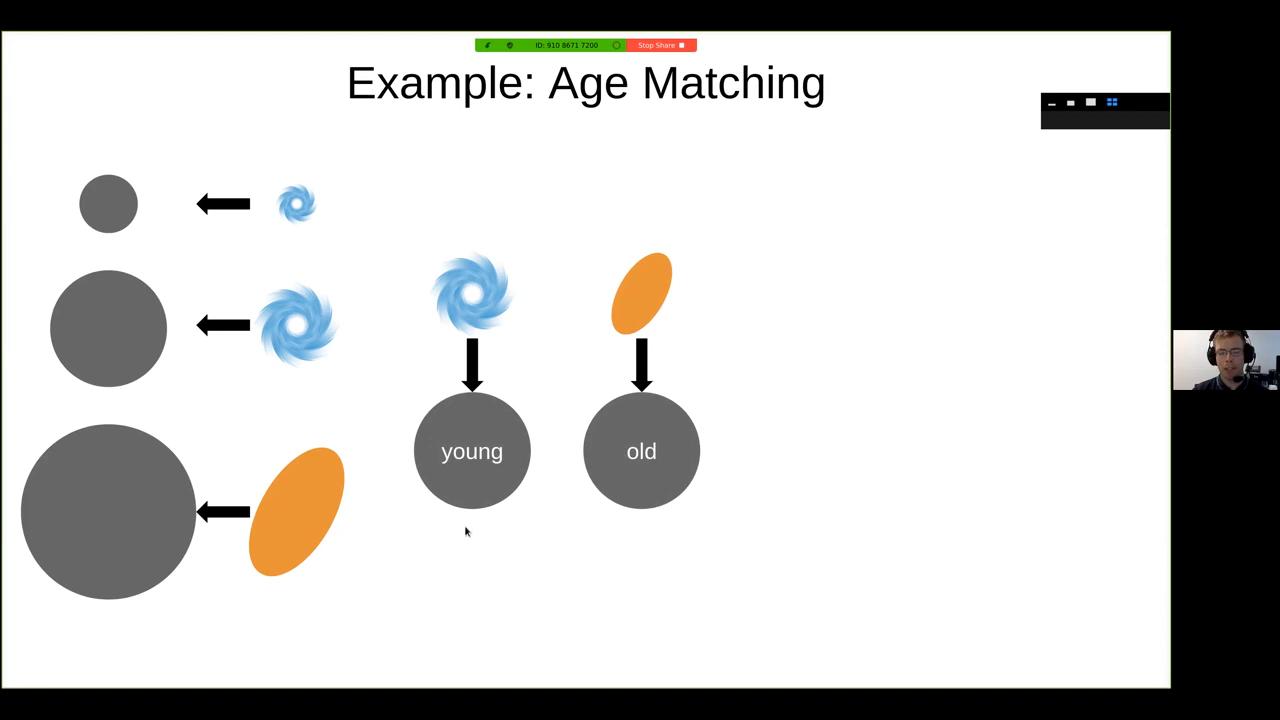 ID: 910 8671 7200
Stop Share
Example: Age Matching
young
old